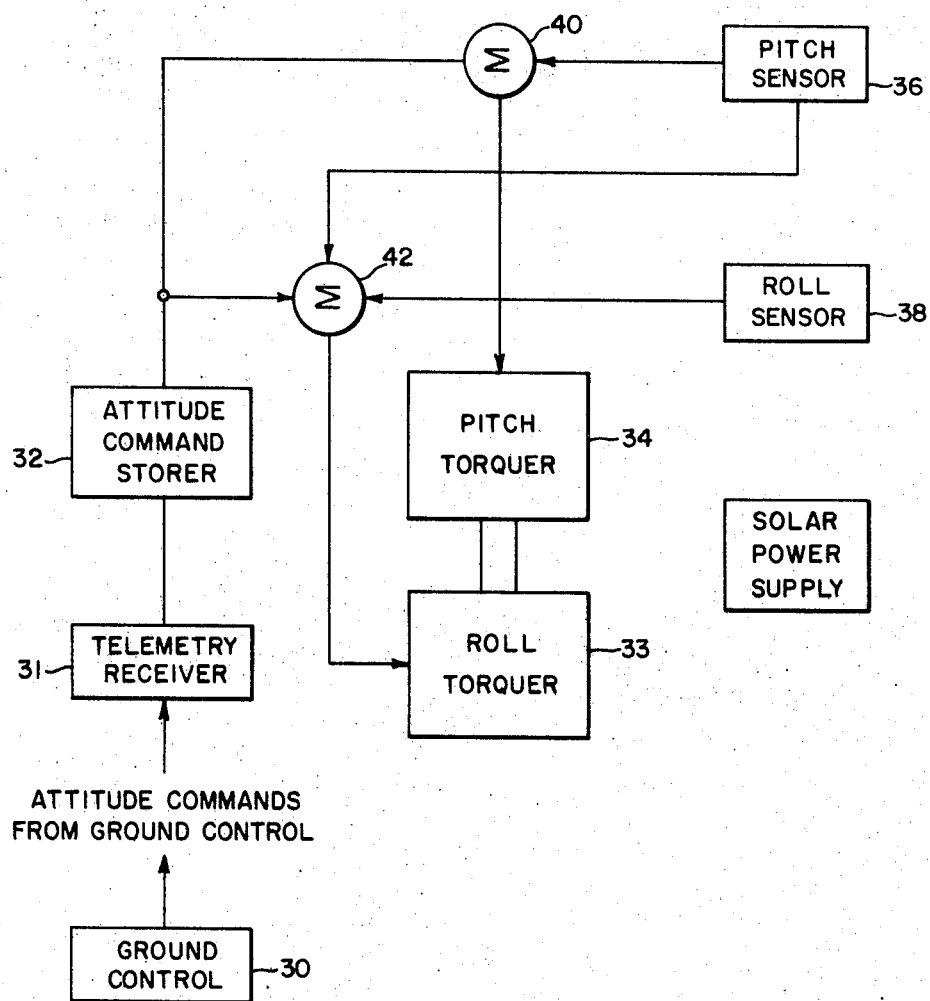 40
Σ
PITCH
SENSOR
36
42
Σ
ROLL
SENSOR
38
ATTITUDE
COMMAND
STORER
32
PITCH
TORQUER
34
SOLAR
POWER
SUPPLY
TELEMETRY
RECEIVER
31
ROLL
TORQUER
33
ATTITUDE COMMANDS
FROM GROUND CONTROL
GROUND
CONTROL
30